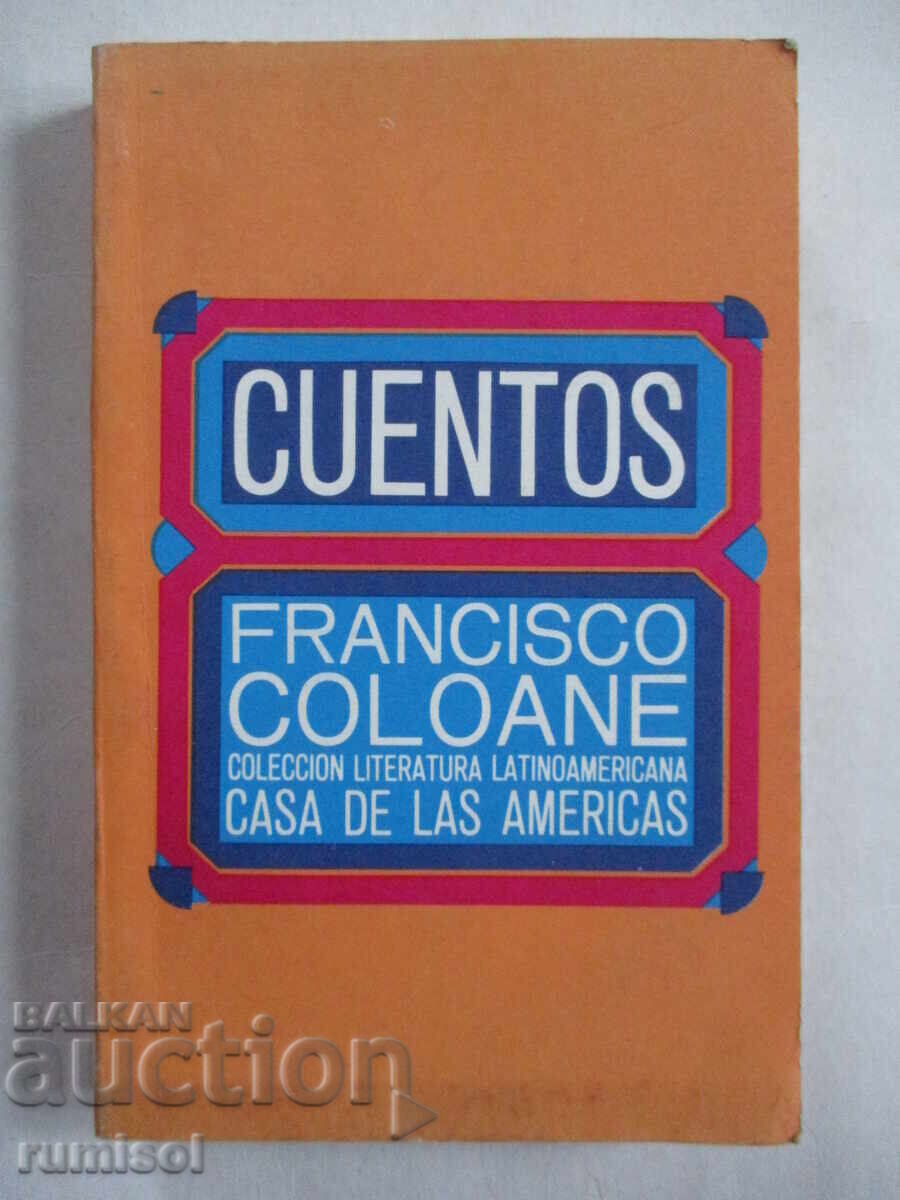 CUENTOS
FRANCISCO
COLOANE
COLECCION LITERATURA LATINOAMERICANA
CASA DE LAS AMERICAS
BALKAN
auction
rumisol